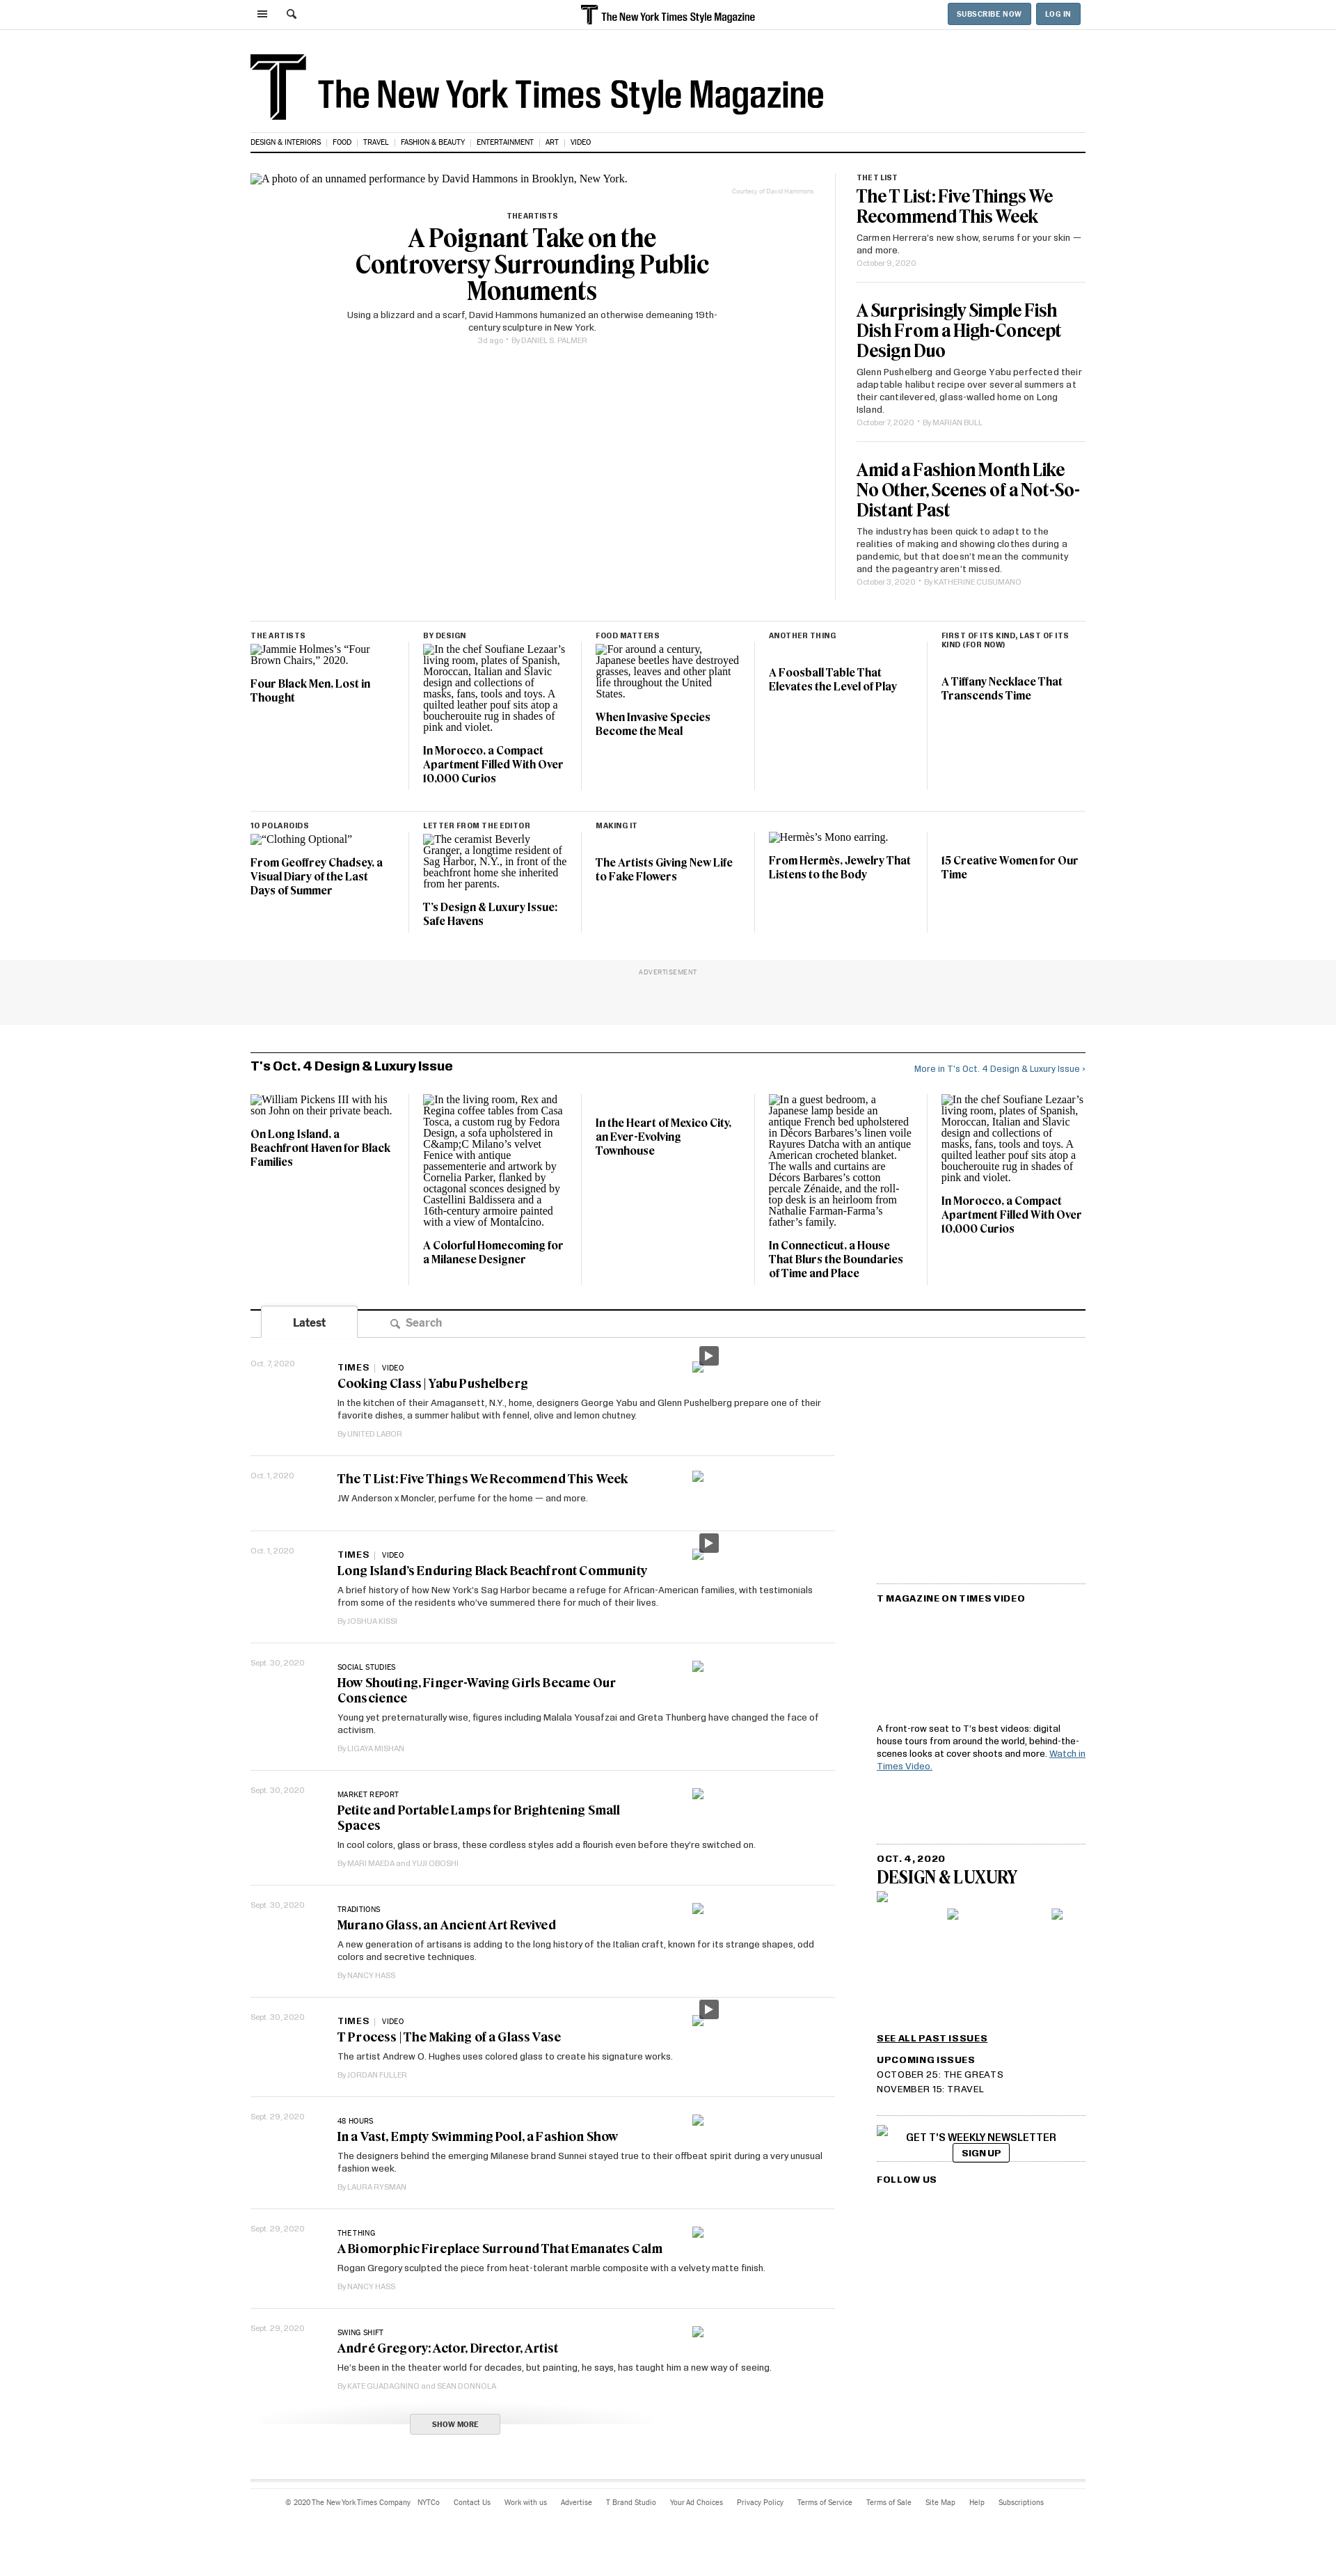 The New York Times Style Magazine
SUBSCRIBE NOW
LOG IN
The New York Times Style Magazine
DESIGN & INTERIORS
FOOD
TRAVEL
FASHION & BEAUTY
ENTERTAINMENT
ART
VIDEO
A photo of an unnamed performance by David Hammons in Brooklyn, New York.
Courtesy of David Hammons
THE ARTISTS
A Poignant Take on the
Controversy Surrounding Public
Monuments
Using a blizzard and a scarf, David Hammons humanized an otherwise demeaning 19th-
century sculpture in New York.
3d ago • By DANIEL S. PALMER
THE T LIST
The T List: Five Things We
Recommend This Week
Carmen Herrera’s new show, serums for your skin —
and more.
October 9, 2020
A Surprisingly Simple Fish
Dish From a High-Concept
Design Duo
Glenn Pushelberg and George Yabu perfected their
adaptable halibut recipe over several summers at
their cantilevered, glass-walled home on Long
Island.
October 7, 2020 • By MARIAN BULL
Amid a Fashion Month Like
No Other, Scenes of a Not-So-
Distant Past
The industry has been quick to adapt to the
realities of making and showing clothes during a
pandemic, but that doesn’t mean the community
and the pageantry aren’t missed.
October 3, 2020 • By KATHERINE CUSUMANO
THE ARTISTS
Jammie Holmes’s “Four
Brown Chairs,” 2020.
Four Black Men, Lost in
Thought
BY DESIGN
In the chef Soufiane Lezaar’s
living room, plates of Spanish,
Moroccan, Italian and Slavic
design and collections of
masks, fans, tools and toys. A
quilted leather pouf sits atop a
boucherouite rug in shades of
pink and violet.
In Morocco, a Compact
Apartment Filled With Over
10,000 Curios
FOOD MATTERS
For around a century,
Japanese beetles have destroyed
grasses, leaves and other plant
life throughout the United
States.
When Invasive Species
Become the Meal
ANOTHER THING
A Foosball Table That
Elevates the Level of Play
FIRST OF ITS KIND, LAST OF ITS
KIND (FOR NOW)
A Tiffany Necklace That
Transcends Time
10 POLAROIDS
“Clothing Optional”
From Geoffrey Chadsey, a
Visual Diary of the Last
Days of Summer
LETTER FROM THE EDITOR
The ceramist Beverly
Granger, a longtime resident of
Sag Harbor, N.Y., in front of the
beachfront home she inherited
from her parents.
T’s Design & Luxury Issue:
Safe Havens
MAKING IT
The Artists Giving New Life
to Fake Flowers
Hermès’s Mono earring.
From Hermès, Jewelry That
Listens to the Body
15 Creative Women for Our
Time
ADVERTISEMENT
T's Oct. 4 Design & Luxury Issue
More in T's Oct. 4 Design & Luxury Issue ›
William Pickens III with his
son John on their private beach.
On Long Island, a
Beachfront Haven for Black
Families
In the living room, Rex and
Regina coffee tables from Casa
Tosca, a custom rug by Fedora
Design, a sofa upholstered in
C&amp;C Milano’s velvet
Fenice with antique
passementerie and artwork by
Cornelia Parker, flanked by
octagonal sconces designed by
Castellini Baldissera and a
16th-century armoire painted
with a view of Montalcino.
A Colorful Homecoming for
a Milanese Designer
In the Heart of Mexico City,
an Ever-Evolving
Townhouse
In a guest bedroom, a
Japanese lamp beside an
antique French bed upholstered
in Décors Barbares’s linen voile
Rayures Datcha with an antique
American crocheted blanket.
The walls and curtains are
Décors Barbares’s cotton
percale Zénaide, and the roll-
top desk is an heirloom from
Nathalie Farman-Farma’s
father’s family.
In Connecticut, a House
That Blurs the Boundaries
of Time and Place
In the chef Soufiane Lezaar’s
living room, plates of Spanish,
Moroccan, Italian and Slavic
design and collections of
masks, fans, tools and toys. A
quilted leather pouf sits atop a
boucherouite rug in shades of
pink and violet.
In Morocco, a Compact
Apartment Filled With Over
10,000 Curios
Latest
Search
Oct. 7, 2020
TIMES | VIDEO
Cooking Class | Yabu Pushelberg
In the kitchen of their Amagansett, N.Y., home, designers George Yabu and Glenn Pushelberg prepare one of their
favorite dishes, a summer halibut with fennel, olive and lemon chutney.
By UNITED LABOR
Oct. 1, 2020
The T List: Five Things We Recommend This Week
JW Anderson x Moncler, perfume for the home — and more.
Oct. 1, 2020
TIMES | VIDEO
Long Island’s Enduring Black Beachfront Community
A brief history of how New York’s Sag Harbor became a refuge for African-American families, with testimonials
from some of the residents who’ve summered there for much of their lives.
By JOSHUA KISSI
Sept. 30, 2020
SOCIAL STUDIES
How Shouting, Finger-Waving Girls Became Our
Conscience
Young yet preternaturally wise, figures including Malala Yousafzai and Greta Thunberg have changed the face of
activism.
By LIGAYA MISHAN
Sept. 30, 2020
MARKET REPORT
Petite and Portable Lamps for Brightening Small
Spaces
In cool colors, glass or brass, these cordless styles add a flourish even before they’re switched on.
By MARI MAEDA and YUJI OBOSHI
Sept. 30, 2020
TRADITIONS
Murano Glass, an Ancient Art Revived
A new generation of artisans is adding to the long history of the Italian craft, known for its strange shapes, odd
colors and secretive techniques.
By NANCY HASS
Sept. 30, 2020
TIMES | VIDEO
T Process | The Making of a Glass Vase
The artist Andrew O. Hughes uses colored glass to create his signature works.
By JORDAN FULLER
Sept. 29, 2020
48 HOURS
In a Vast, Empty Swimming Pool, a Fashion Show
The designers behind the emerging Milanese brand Sunnei stayed true to their offbeat spirit during a very unusual
fashion week.
By LAURA RYSMAN
Sept. 29, 2020
THE THING
A Biomorphic Fireplace Surround That Emanates Calm
Rogan Gregory sculpted the piece from heat-tolerant marble composite with a velvety matte finish.
By NANCY HASS
Sept. 29, 2020
SWING SHIFT
André Gregory: Actor, Director, Artist
He’s been in the theater world for decades, but painting, he says, has taught him a new way of seeing.
By KATE GUADAGNINO and SEAN DONNOLA
SHOW MORE
T MAGAZINE ON TIMES VIDEO
A front-row seat to T’s best videos: digital
house tours from around the world, behind-the-
scenes looks at cover shoots and more. Watch in
Times Video.
OCT. 4, 2020
DESIGN & LUXURY
SEE ALL PAST ISSUES
UPCOMING ISSUES
OCTOBER 25: THE GREATS
NOVEMBER 15: TRAVEL
GET T’S WEEKLY NEWSLETTER
SIGN UP
FOLLOW US
© 2020 The New York Times Company
NYTCo
Contact Us
Work with us
Advertise
T Brand Studio
Your Ad Choices
Privacy Policy
Terms of Service
Terms of Sale
Site Map
Help
Subscriptions